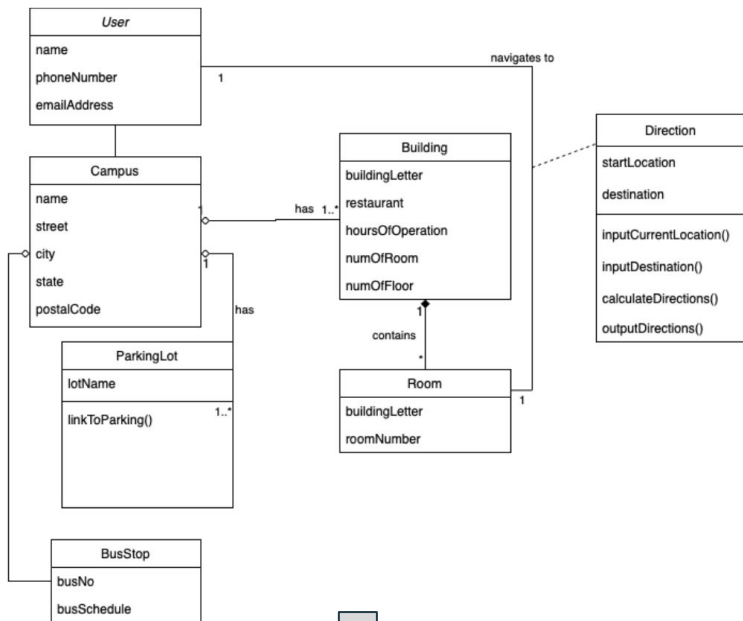 User
name
phoneNumber
emailAddress
navigates to
1
Campus
name
street
city
state
postalCode
1
1
has 1..*
Building
buildingLetter
restaurant
hoursOfOperation
numOfRoom
numOfFloor
1
contains
*
Direction
startLocation
destination
inputCurrentLocation()
inputDestination()
calculateDirections()
outputDirections()
has
ParkingLot
lotName
linkToParking()
1..*
Room
buildingLetter
roomNumber
1
BusStop
busNo
busSchedule